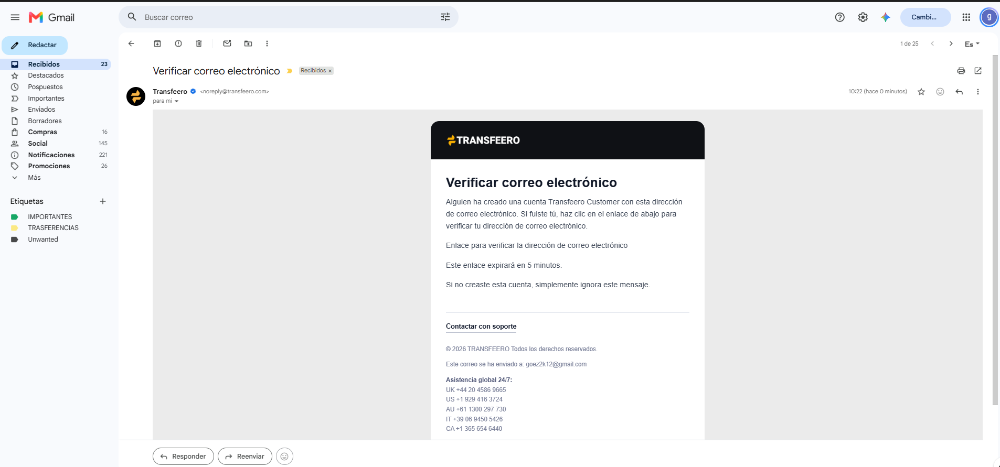 Gmail
Buscar correo
Cambi...
g
Redactar
1 de 25
Es
Recibidos 23
Destacados
Pospuestos
Importantes
Enviados
Borradores
Compras 16
Social 145
Notificaciones 221
Promociones 26
Más
Etiquetas
IMPORTANTES
TRASFERENCIAS
Unwanted
Verificar correo electrónico
Recibidos x
Transfeero <noreply@transfeero.com>
10:22 (hace 0 minutos)
para mí
TRANSFEERO
Verificar correo electrónico
Alguien ha creado una cuenta Transfeero Customer con esta dirección
de correo electrónico. Si fuiste tú, haz clic en el enlace de abajo para
verificar tu dirección de correo electrónico.
Enlace para verificar la dirección de correo electrónico
Este enlace expirará en 5 minutos.
Si no creaste esta cuenta, simplemente ignora este mensaje.
Contactar con soporte
© 2026 TRANSFEERO Todos los derechos reservados.
Este correo se ha enviado a: goez2k12@gmail.com
Asistencia global 24/7:
UK +44 20 4586 9665
US +1 929 416 3724
AU +61 1300 297 730
IT +39 06 9450 5426
CA +1 365 654 6440
Responder
Reenviar